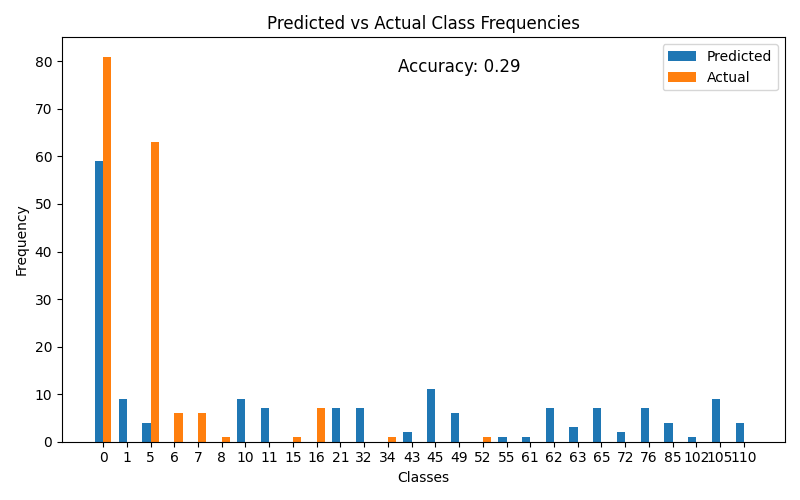 Predicted vs Actual Class Frequencies
Accuracy: 0.29
Predicted
Actual
Frequency
80
70
60
50
40
30
20
10
0
0 1 5 6 7 8 10 11 15 16 21 32 34 43 45 49 52 55 61 62 63 65 72 76 85 102 105 110
Classes